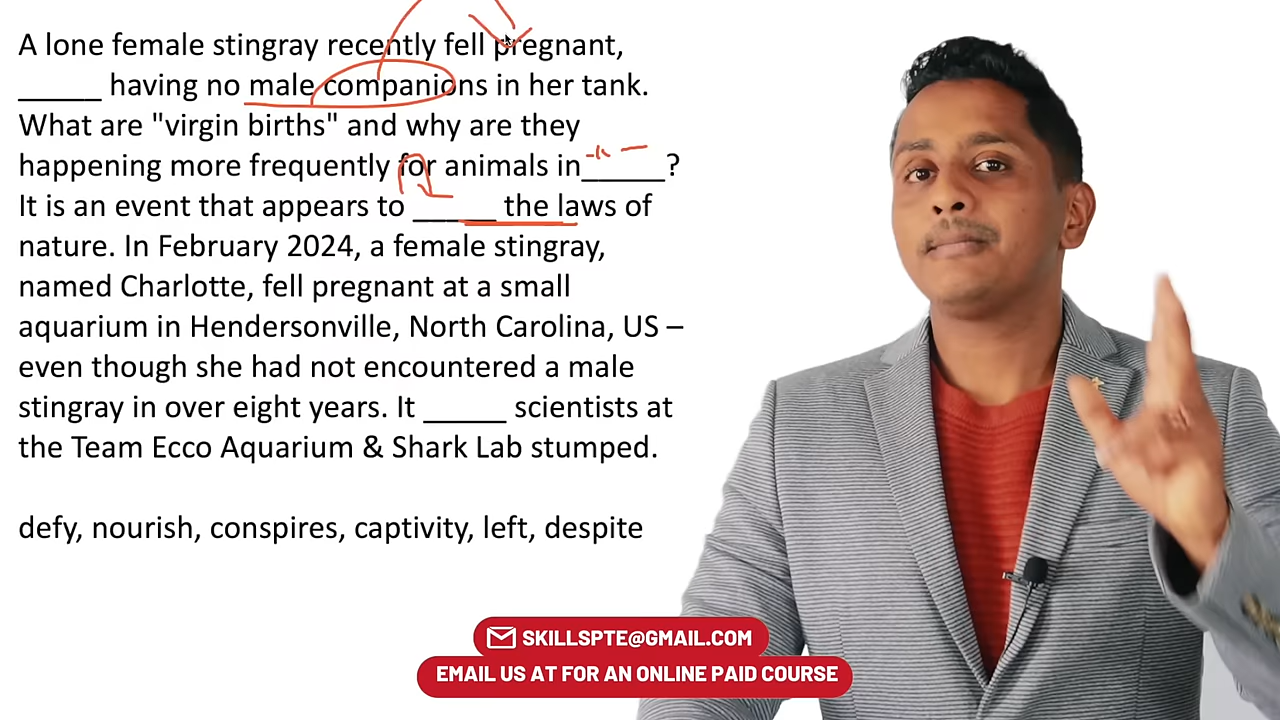 A lone female stingray recently fell pregnant,
_____ having no male companions in her tank.
What are "virgin births" and why are they
happening more frequently for animals in_____?
It is an event that appears to _____ the laws of
nature. In February 2024, a female stingray,
named Charlotte, fell pregnant at a small
aquarium in Hendersonville, North Carolina, US –
even though she had not encountered a male
stingray in over eight years. It _____ scientists at
the Team Ecco Aquarium & Shark Lab stumped.
defy, nourish, conspires, captivity, left, despite
SKILLSPTE@GMAIL.COM
EMAIL US AT FOR AN ONLINE PAID COURSE